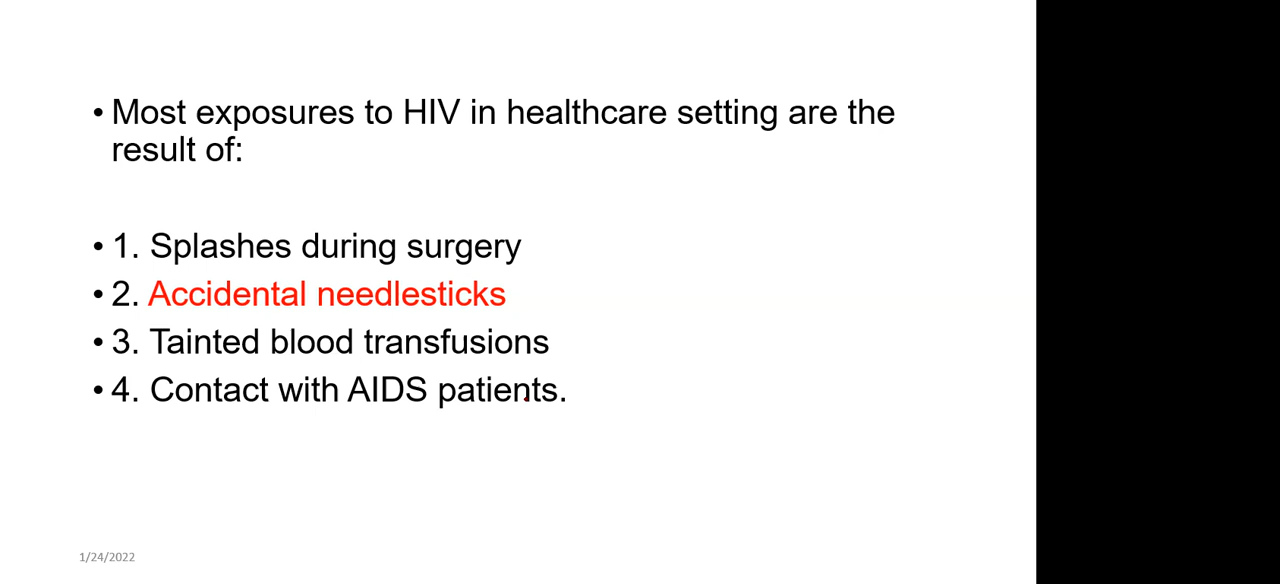 • Most exposures to HIV in healthcare setting are the
result of:
• 1. Splashes during surgery
• 2. Accidental needlesticks
• 3. Tainted blood transfusions
• 4. Contact with AIDS patients.
1/24/2022